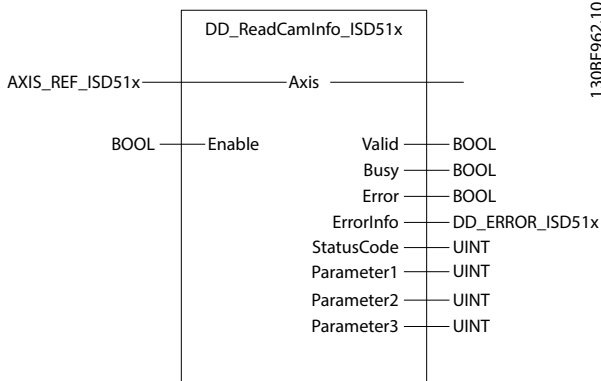 DD_ReadCamInfo_ISD51x
AXIS_REF_ISD51x Axis
BOOL Enable Valid BOOL
Busy BOOL
Error BOOL
ErrorInfo DD_ERROR_ISD51x
StatusCode UINT
Parameter1 UINT
Parameter2 UINT
Parameter3 UINT
130BF962.10